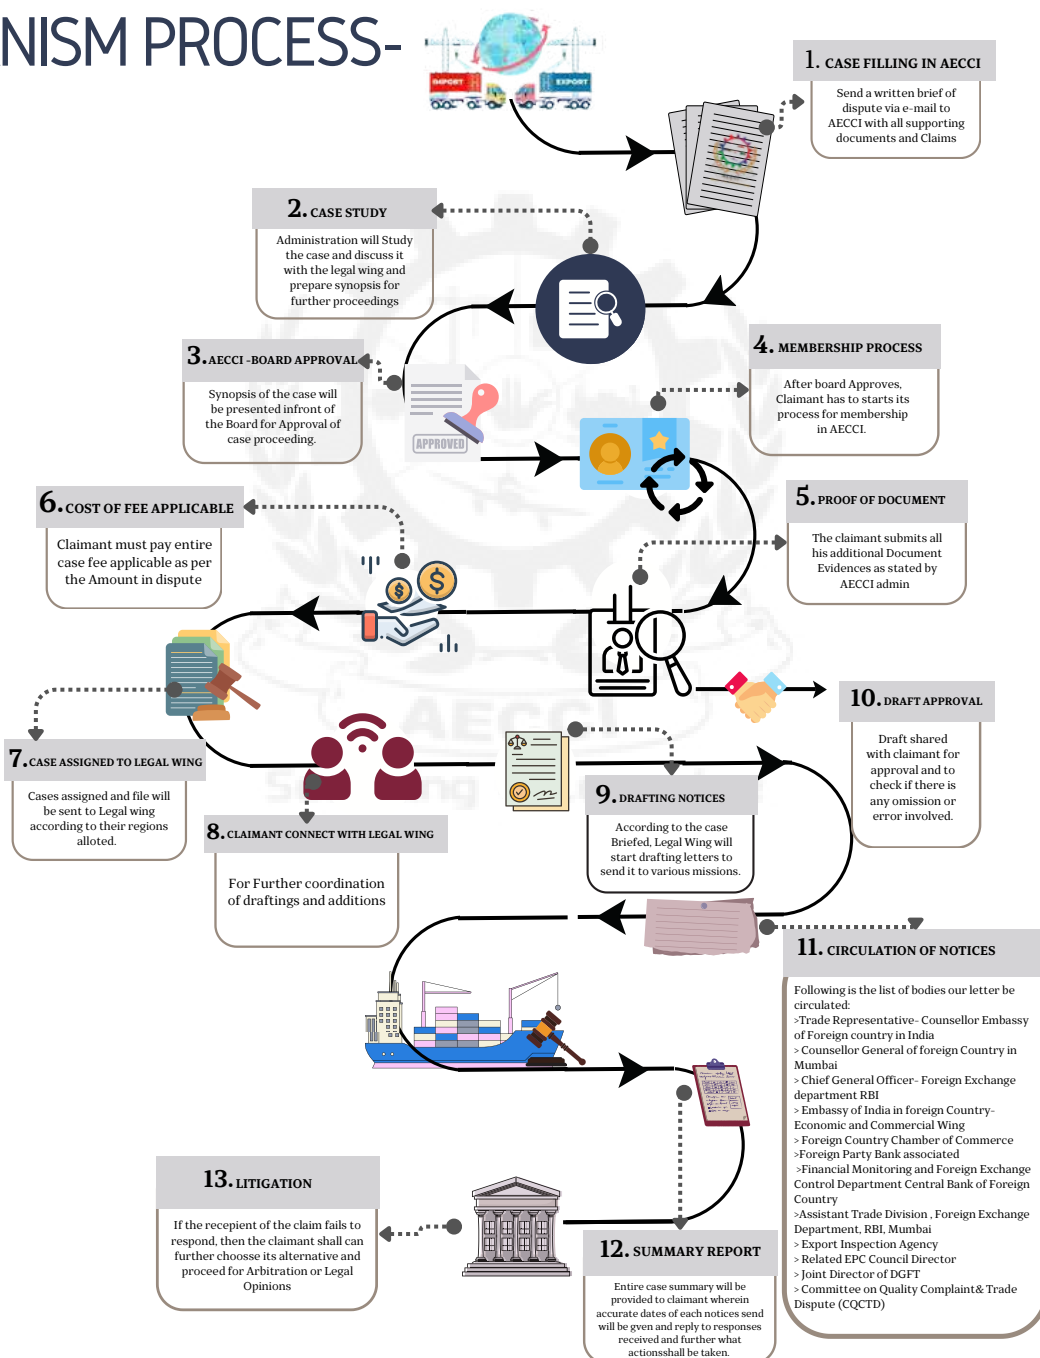 NISM PROCESS-
IMPORT
EXPORT
1. CASE FILLING IN AECCI
Send a written brief of
dispute via e-mail to
AECCI with all supporting
documents and Claims
2. CASE STUDY
Administration will Study
the case and discuss it
with the legal wing and
prepare synopsis for
further proceedings
3. AECCI -BOARD APPROVAL
Synopsis of the case will
be presented infront of
the Board for Approval of
case proceeding.
APPROVED
4. MEMBERSHIP PROCESS
After board Approves,
Claimant has to starts its
process for membership
in AECCI.
5. PROOF OF DOCUMENT
The claimant submits all
his additional Document
Evidences as stated by
AECCI admin
6. COST OF FEE APPLICABLE
Claimant must pay entire
case fee applicable as per
the Amount in dispute
7. CASE ASSIGNED TO LEGAL WING
Cases assigned and file will
be sent to Legal wing
according to their regions
alloted.
8. CLAIMANT CONNECT WITH LEGAL WING
For Further coordination
of draftings and additions
9. DRAFTING NOTICES
According to the case
Briefed, Legal Wing will
start drafting letters to
send it to various missions.
10. DRAFT APPROVAL
Draft shared
with claimant for
approval and to
check if there is
any omission or
error involved.
AECCI
11. CIRCULATION OF NOTICES
Following is the list of bodies our letter be
circulated:
>Trade Representative- Counsellor Embassy
of Foreign country in India
> Counsellor General of foreign Country in
Mumbai
> Chief General Officer- Foreign Exchange
department RBI
> Embassy of India in foreign Country-
Economic and Commercial Wing
> Foreign Country Chamber of Commerce
>Foreign Party Bank associated
>Financial Monitoring and Foreign Exchange
Control Department Central Bank of Foreign
Country
>Assistant Trade Division , Foreign Exchange
Department, RBI, Mumbai
> Export Inspection Agency
> Related EPC Council Director
> Joint Director of DGFT
> Committee on Quality Complaint& Trade
Dispute (CQCTD)
12. SUMMARY REPORT
Entire case summary will be
provided to claimant wherein
accurate dates of each notices send
will be gven and reply to responses
received and further what
actionsshall be taken.
13. LITIGATION
If the recepient of the claim fails to
respond, then the claimant shall can
further choosse its alternative and
proceed for Arbitration or Legal
Opinions